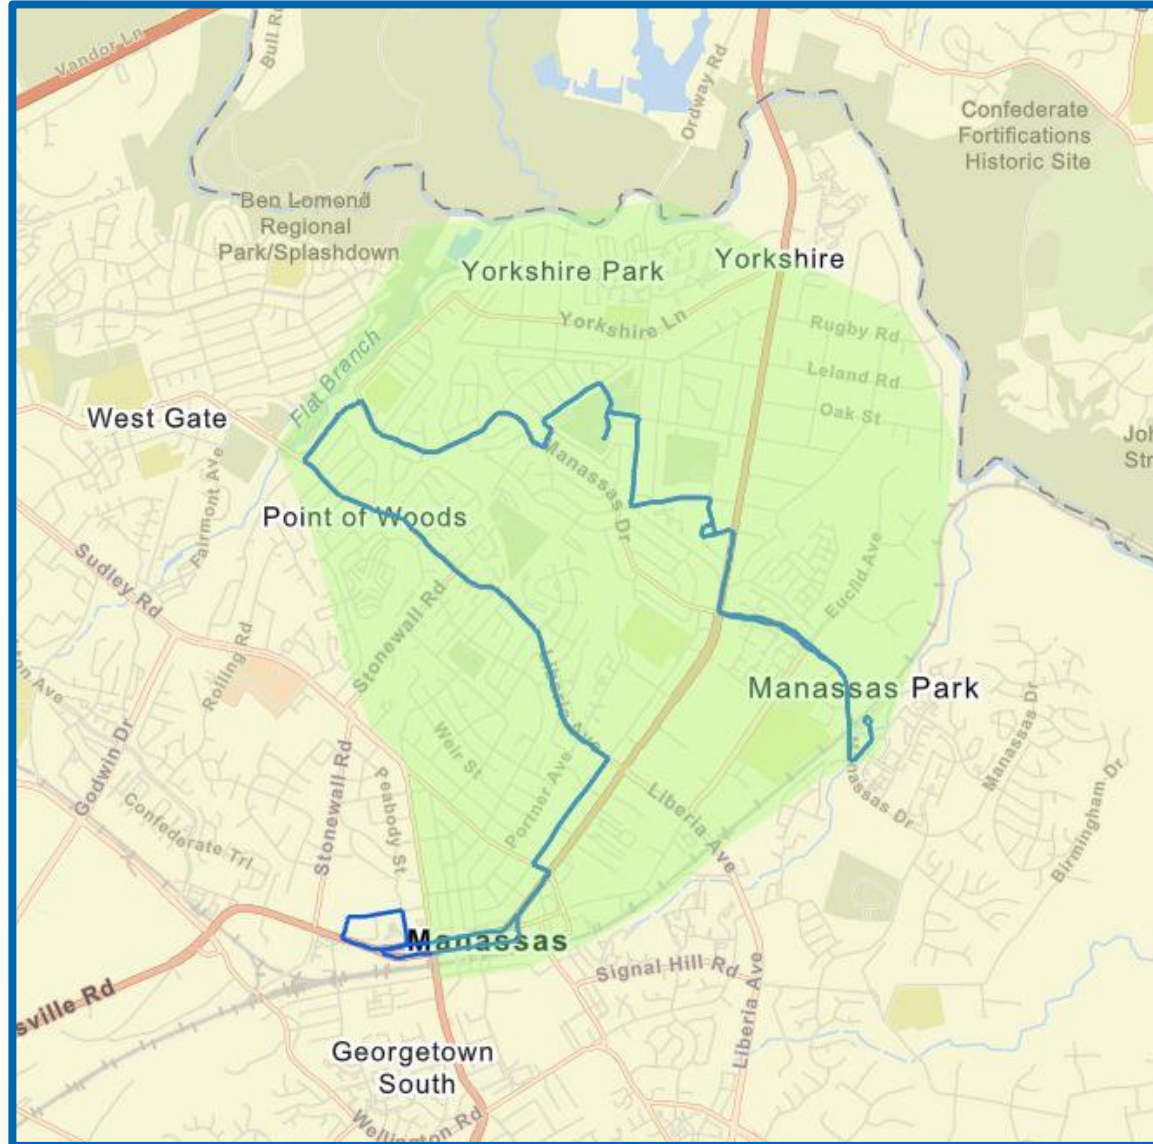 Vandor Ln
Bull Rd
Ordway Rd
Confederate
Fortifications
Historic Site
Ben Lomond
Regional
Park/Splashdown
Yorkshire Park
Yorkshire
Yorkshire Ln
Rugby Rd
Leland Rd
Oak St
Flat Branch
West Gate
Fairmont Ave
Manassas Dr
Point of Woods
Sudley Rd
Euclid Ave
Stonewall Rd
Rolling Rd
Liberia Ave
Manassas Park
Manassas Dr
Godwin Dr
Weir St
Stonewall Rd
Peabody St
Portner Ave
Liberia Ave
Birmingham Dr
Confederate Trl
Manassas
Signal Hill Rd
Liberia Ave
sville Rd
Georgetown
South
Wellington Rd